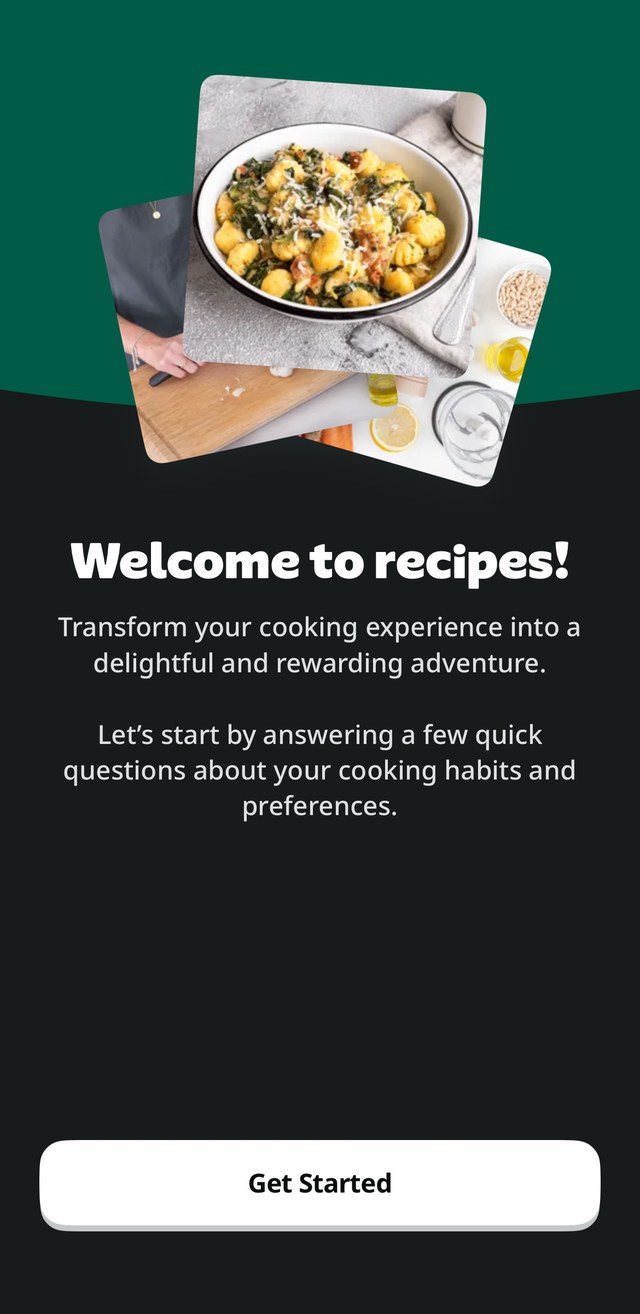 Welcome to recipes!
Transform your cooking experience into a
delightful and rewarding adventure.
Let’s start by answering a few quick
questions about your cooking habits and
preferences.
Get Started